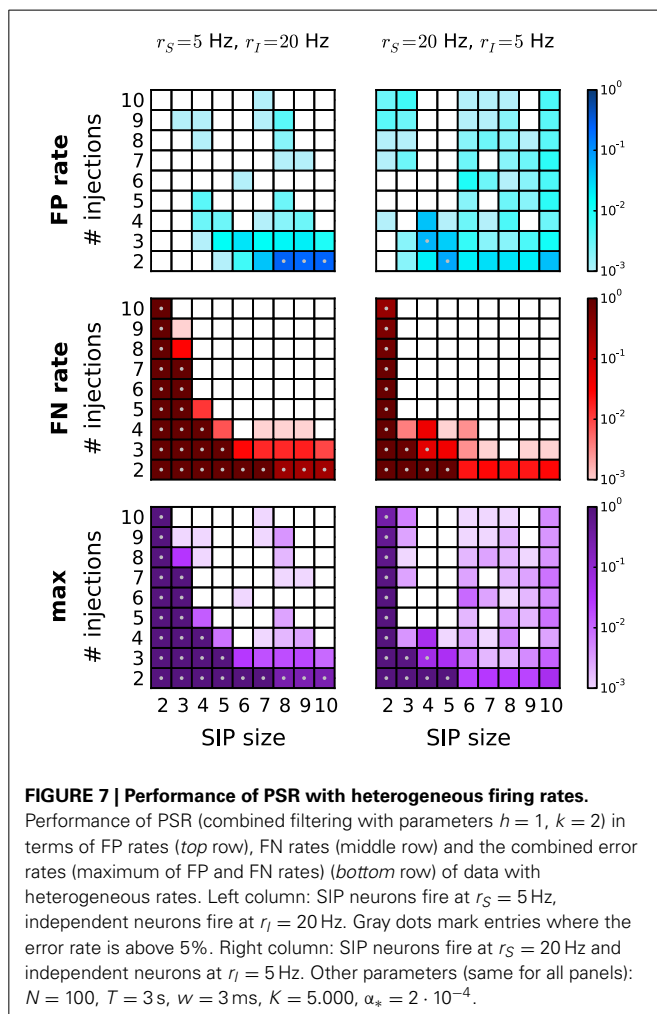 r_S=5 Hz, r_I=20 Hz
r_S=20 Hz, r_I=5 Hz
FP rate
# injections
10
9
8
7
6
5
4
3
2
10^0
10^-1
10^-2
10^-3
FN rate
# injections
10
9
8
7
6
5
4
3
2
10^0
10^-1
10^-2
10^-3
max
# injections
10
9
8
7
6
5
4
3
2
10^0
10^-1
10^-2
10^-3
2 3 4 5 6 7 8 9 10
2 3 4 5 6 7 8 9 10
SIP size
SIP size
FIGURE 7 | Performance of PSR with heterogeneous firing rates.
Performance of PSR (combined filtering with parameters h = 1, k = 2) in
terms of FP rates (top row), FN rates (middle row) and the combined error
rates (maximum of FP and FN rates) (bottom row) of data with
heterogeneous rates. Left column: SIP neurons fire at r_S = 5 Hz,
independent neurons fire at r_I = 20 Hz. Gray dots mark entries where the
error rate is above 5%. Right column: SIP neurons fire at r_S = 20 Hz and
independent neurons at r_I = 5 Hz. Other parameters (same for all panels):
N = 100, T = 3 s, w = 3 ms, K = 5.000, α_* = 2 · 10^-4.